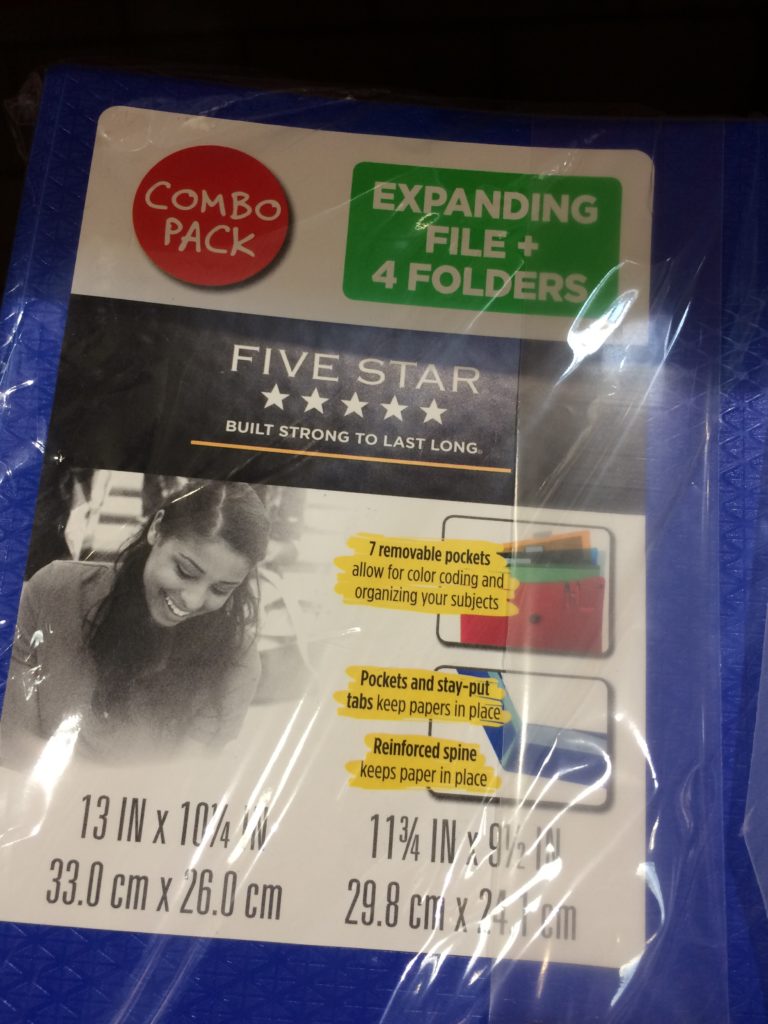 COMBO
PACK
EXPANDING
FILE +
4 FOLDERS
FIVE STAR
BUILT STRONG TO LAST LONG®
7 removable pockets
allow for color coding and
organizing your subjects
Pockets and stay-put
tabs keep papers in place
Reinforced spine
keeps paper in place
13 IN x 10¼ IN
33.0 cm x 26.0 cm
11¾ IN x 9½ IN
29.8 cm x 24.1 cm